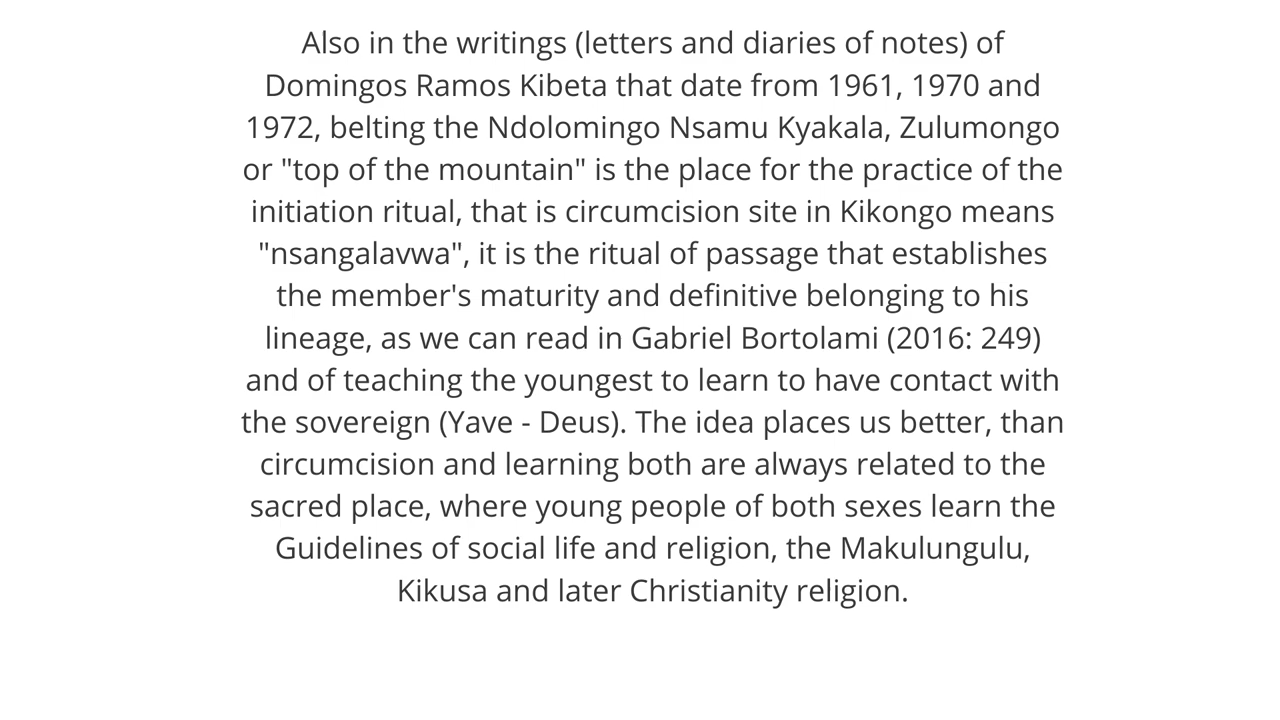 Also in the writings (letters and diaries of notes) of
Domingos Ramos Kibeta that date from 1961, 1970 and
1972, belting the Ndolomingo Nsamu Kyakala, Zulumongo
or "top of the mountain" is the place for the practice of the
initiation ritual, that is circumcision site in Kikongo means
"nsangalavwa", it is the ritual of passage that establishes
the member's maturity and definitive belonging to his
lineage, as we can read in Gabriel Bortolami (2016: 249)
and of teaching the youngest to learn to have contact with
the sovereign (Yave - Deus). The idea places us better, than
circumcision and learning both are always related to the
sacred place, where young people of both sexes learn the
Guidelines of social life and religion, the Makulungulu,
Kikusa and later Christianity religion.